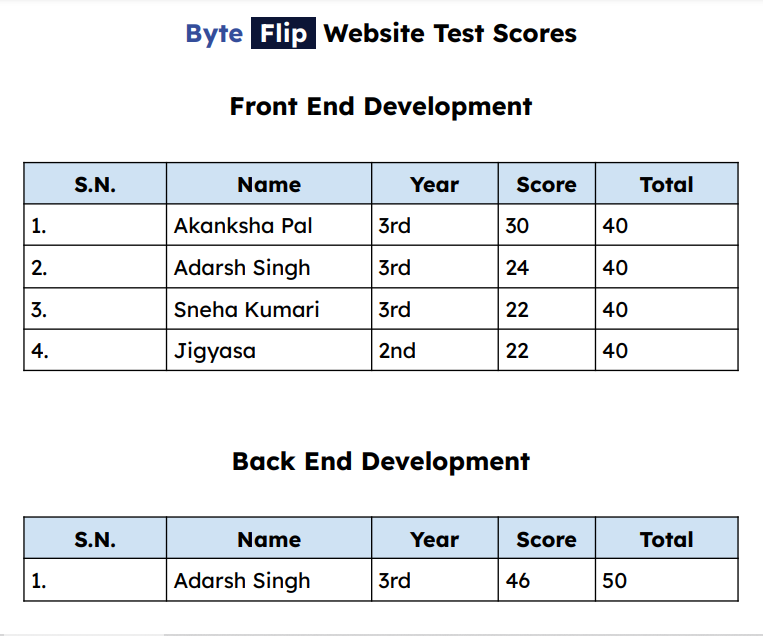 Byte Flip Website Test Scores
Front End Development
S.N. Name Year Score Total
1. Akanksha Pal 3rd 30 40
2. Adarsh Singh 3rd 24 40
3. Sneha Kumari 3rd 22 40
4. Jigyasa 2nd 22 40
Back End Development
S.N. Name Year Score Total
1. Adarsh Singh 3rd 46 50